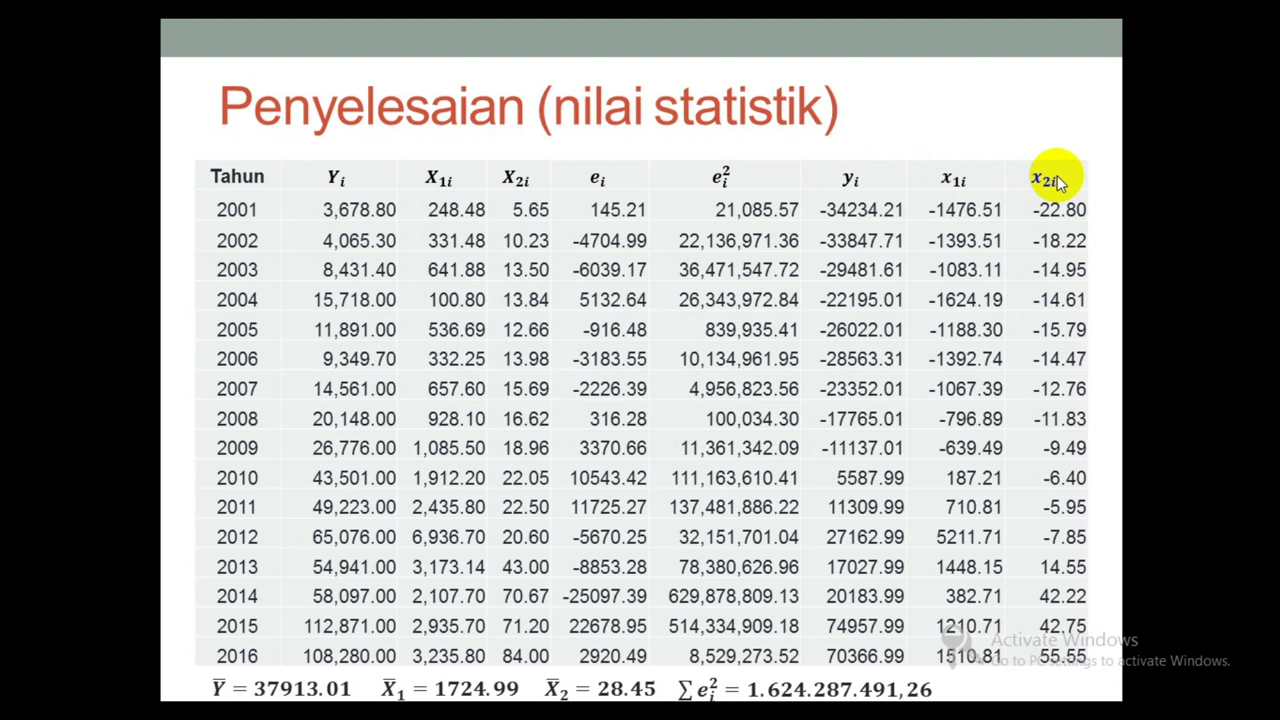 Penyelesaian (nilai statistik)
Tahun Yᵢ X₁ᵢ X₂ᵢ eᵢ eᵢ² yᵢ x₁ᵢ x₂ᵢ
2001 3,678.80 248.48 5.65 145.21 21,085.57 -34234.21 -1476.51 -22.80
2002 4,065.30 331.48 10.23 -4704.99 22,136,971.36 -33847.71 -1393.51 -18.22
2003 8,431.40 641.88 13.50 -6039.17 36,471,547.72 -29481.61 -1083.11 -14.95
2004 15,718.00 100.80 13.84 5132.64 26,343,972.84 -22195.01 -1624.19 -14.61
2005 11,891.00 536.69 12.66 -916.48 839,935.41 -26022.01 -1188.30 -15.79
2006 9,349.70 332.25 13.98 -3183.55 10,134,961.95 -28563.31 -1392.74 -14.47
2007 14,561.00 657.60 15.69 -2226.39 4,956,823.56 -23352.01 -1067.39 -12.76
2008 20,148.00 928.10 16.62 316.28 100,034.30 -17765.01 -796.89 -11.83
2009 26,776.00 1,085.50 18.96 3370.66 11,361,342.09 -11137.01 -639.49 -9.49
2010 43,501.00 1,912.20 22.05 10543.42 111,163,610.41 5587.99 187.21 -6.40
2011 49,223.00 2,435.80 22.50 11725.27 137,481,886.22 11309.99 710.81 -5.95
2012 65,076.00 6,936.70 20.60 -5670.25 32,151,701.04 27162.99 5211.71 -7.85
2013 54,941.00 3,173.14 43.00 -8853.28 78,380,626.96 17027.99 1448.15 14.55
2014 58,097.00 2,107.70 70.67 -25097.39 629,878,809.13 20183.99 382.71 42.22
2015 112,871.00 2,935.70 71.20 22678.95 514,334,909.18 74957.99 1210.71 42.75
2016 108,280.00 3,235.80 84.00 2920.49 8,529,273.52 70366.99 1510.81 55.55
Y̅ = 37913.01 X̅₁ = 1724.99 X̅₂ = 28.45 ∑ eᵢ² = 1.624.287.491,26
Activate Windows
Go to PC settings to activate Windows.